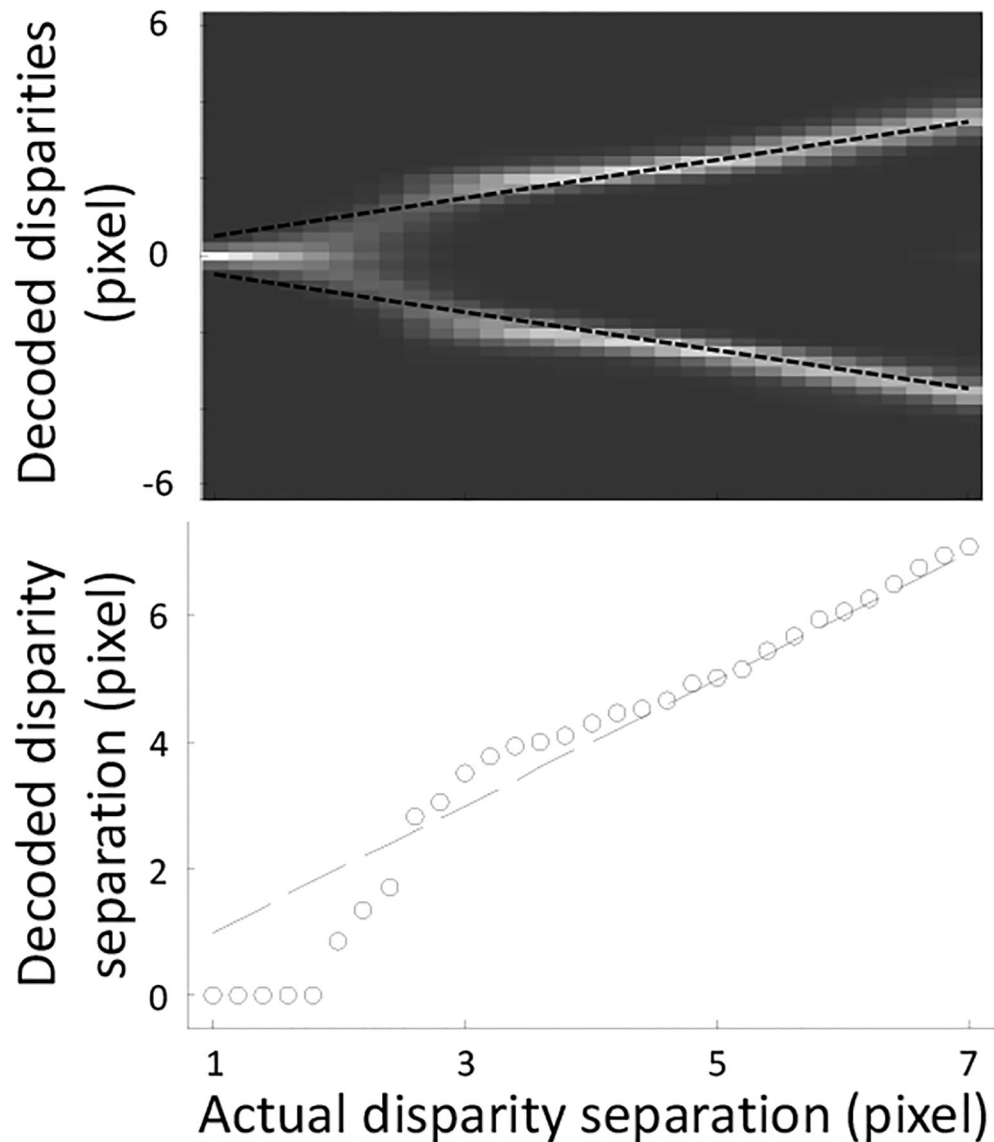 Decoded disparities
(pixel)
6
0
-6
Decoded disparity
separation (pixel)
6
4
2
0
1 3 5 7
Actual disparity separation (pixel)